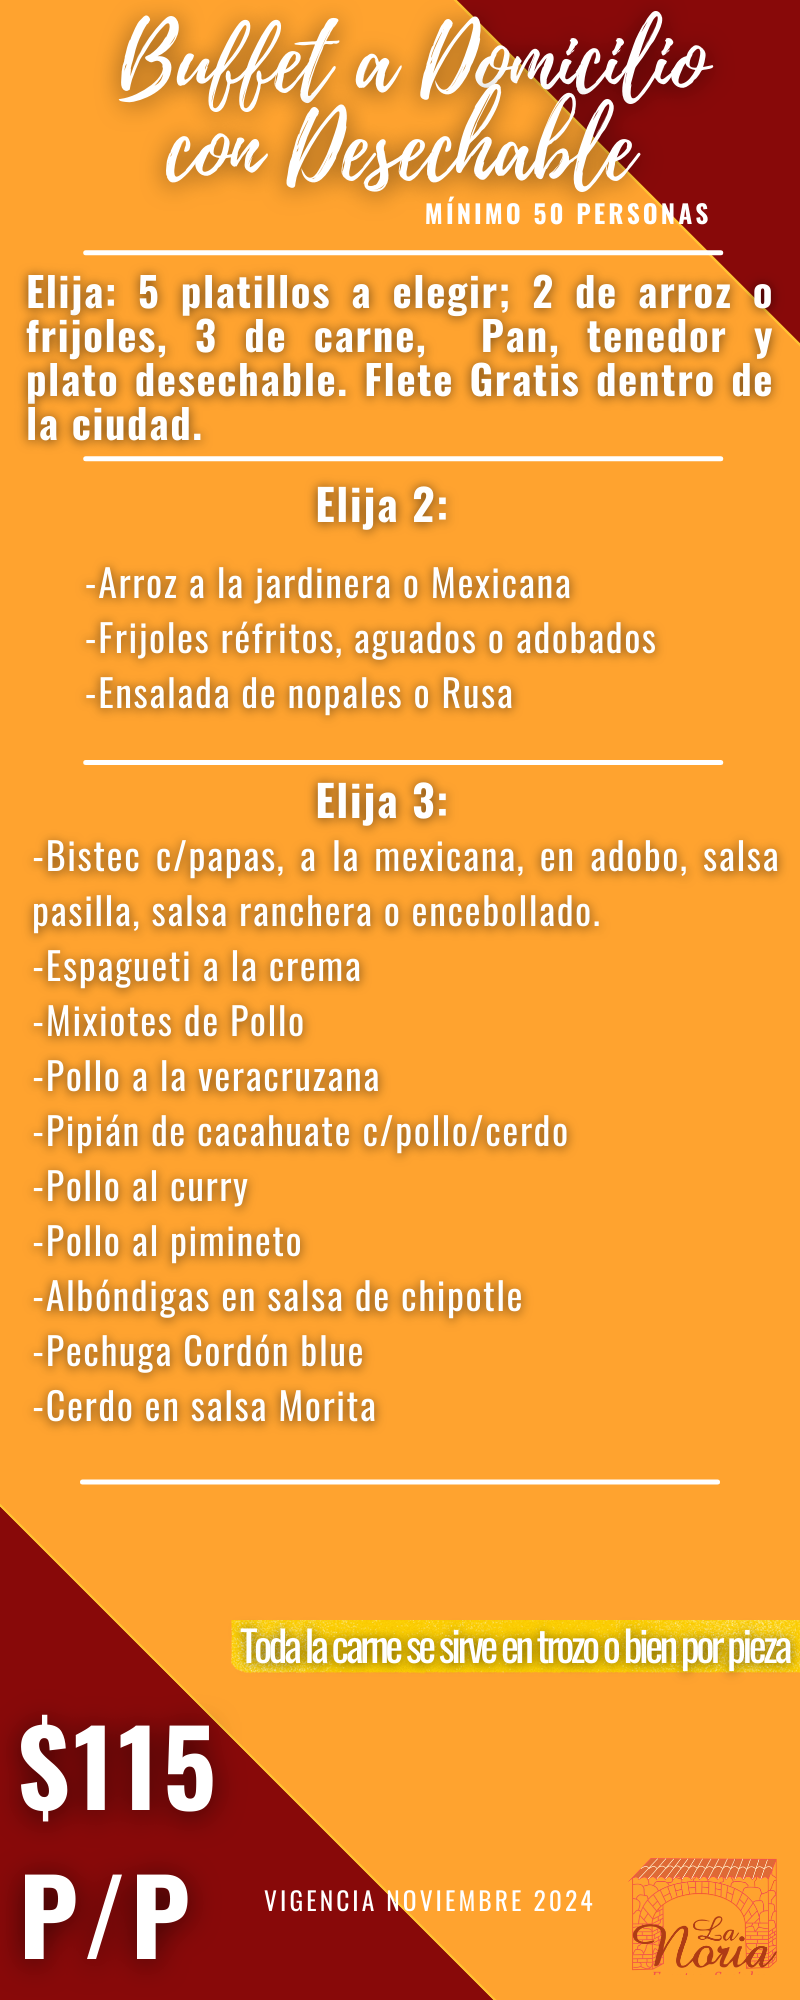 Buffet a Domicilio
con Desechable
MÍNIMO 50 PERSONAS
Elija: 5 platillos a elegir; 2 de arroz o
frijoles, 3 de carne, Pan, tenedor y
plato desechable. Flete Gratis dentro de
la ciudad.
Elija 2:
-Arroz a la jardinera o Mexicana
-Frijoles réfritos, aguados o adobados
-Ensalada de nopales o Rusa
Elija 3:
-Bistec c/papas, a la mexicana, en adobo, salsa
pasilla, salsa ranchera o encebollado.
-Espagueti a la crema
-Mixiotes de Pollo
-Pollo a la veracruzana
-Pipián de cacahuate c/pollo/cerdo
-Pollo al curry
-Pollo al pimineto
-Albóndigas en salsa de chipotle
-Pechuga Cordón blue
-Cerdo en salsa Morita
Toda la carne se sirve en trozo o bien por pieza
$115
P/P
VIGENCIA NOVIEMBRE 2024
La
Noria